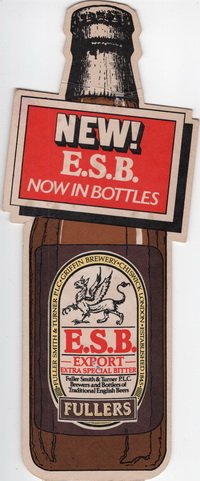 NEW!
E.S.B.
NOW IN BOTTLES
FULLER SMITH & TURNER P.L.C. • GRIFFIN BREWERY • CHISWICK LONDON • ESTABLISHED 1845
E.S.B.
EXPORT
EXTRA SPECIAL BITTER
Fuller Smith & Turner P.L.C.
Brewers and Bottlers of
Traditional English Beers
FULLERS